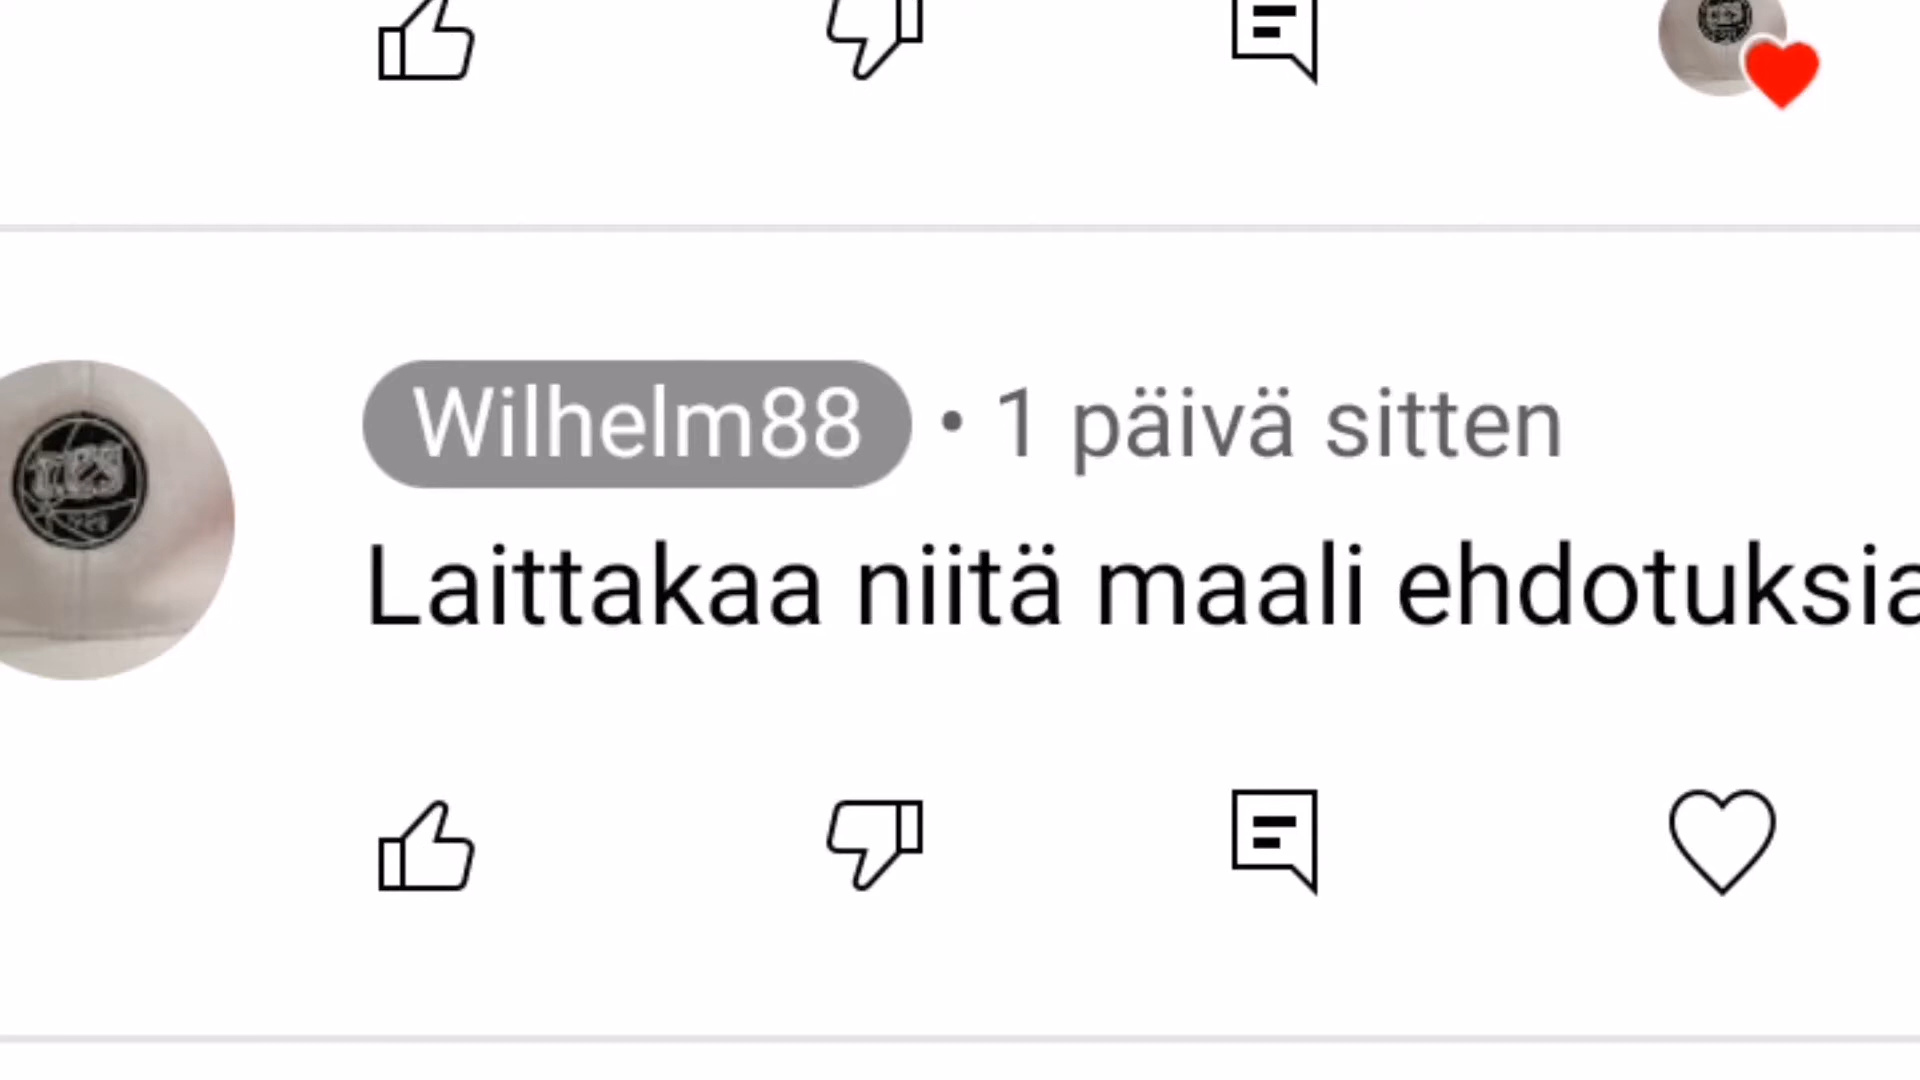 Wilhelm88 • 1 päivä sitten
Laittakaa niitä maali ehdotuksia